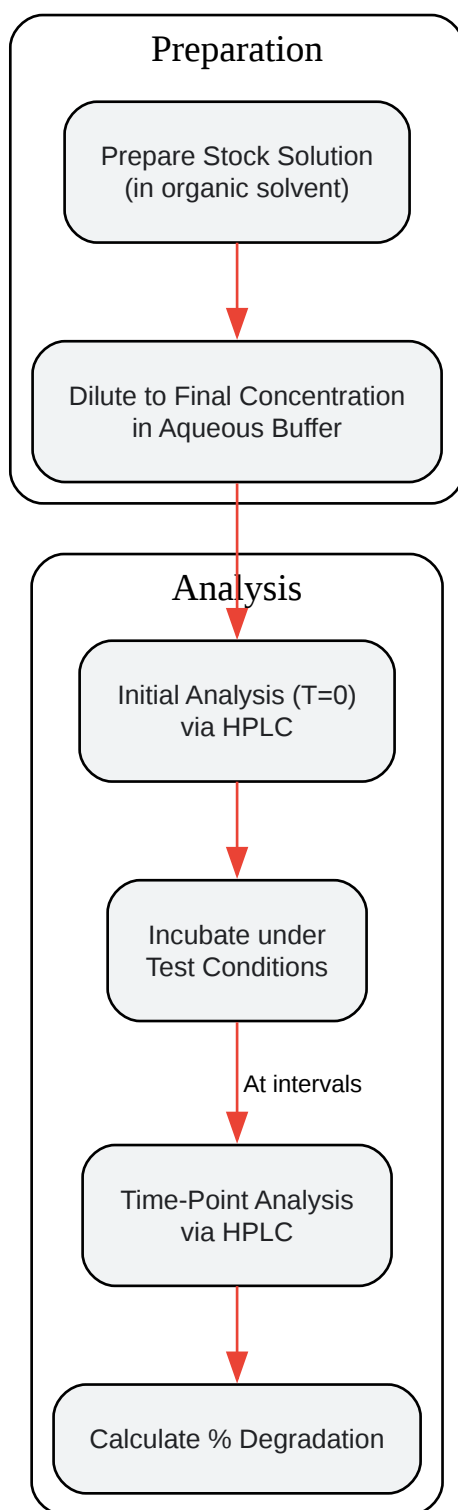 Preparation
Prepare Stock Solution
(in organic solvent)
Dilute to Final Concentration
in Aqueous Buffer
Analysis
Initial Analysis (T=0)
via HPLC
Incubate under
Test Conditions
At intervals
Time-Point Analysis
via HPLC
Calculate % Degradation